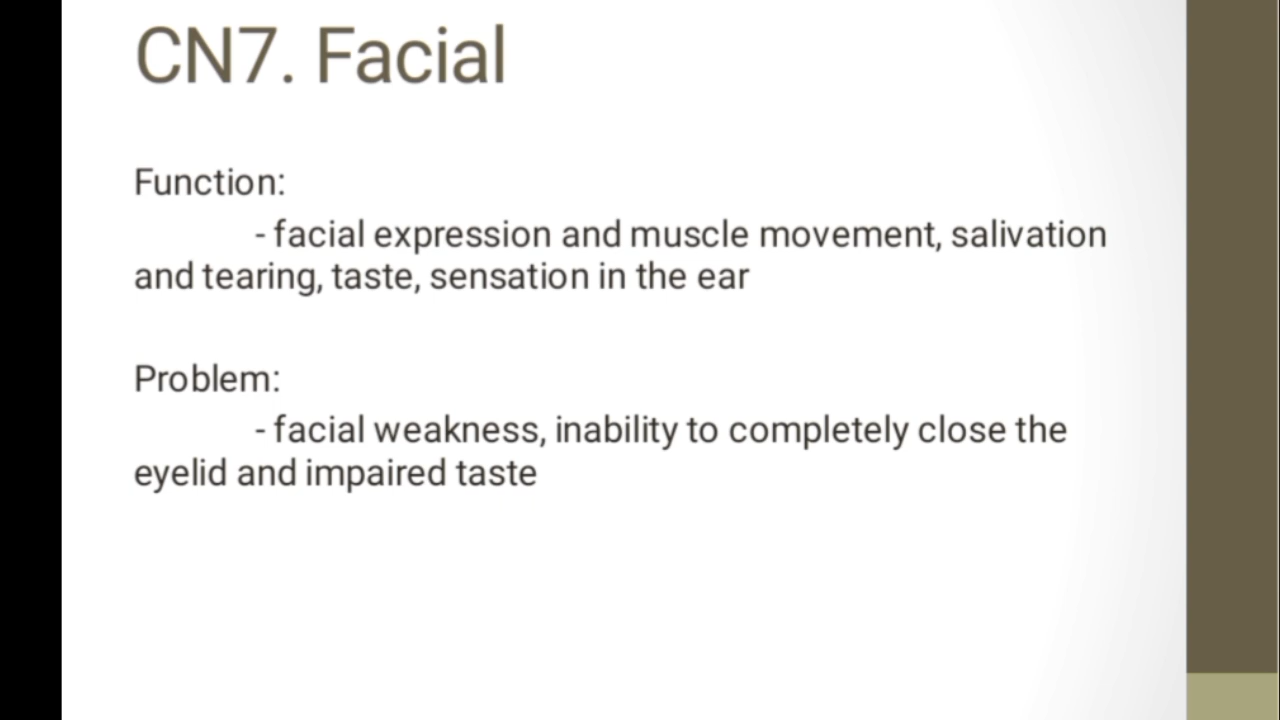 CN7. Facial
Function:
- facial expression and muscle movement, salivation
and tearing, taste, sensation in the ear
Problem:
- facial weakness, inability to completely close the
eyelid and impaired taste